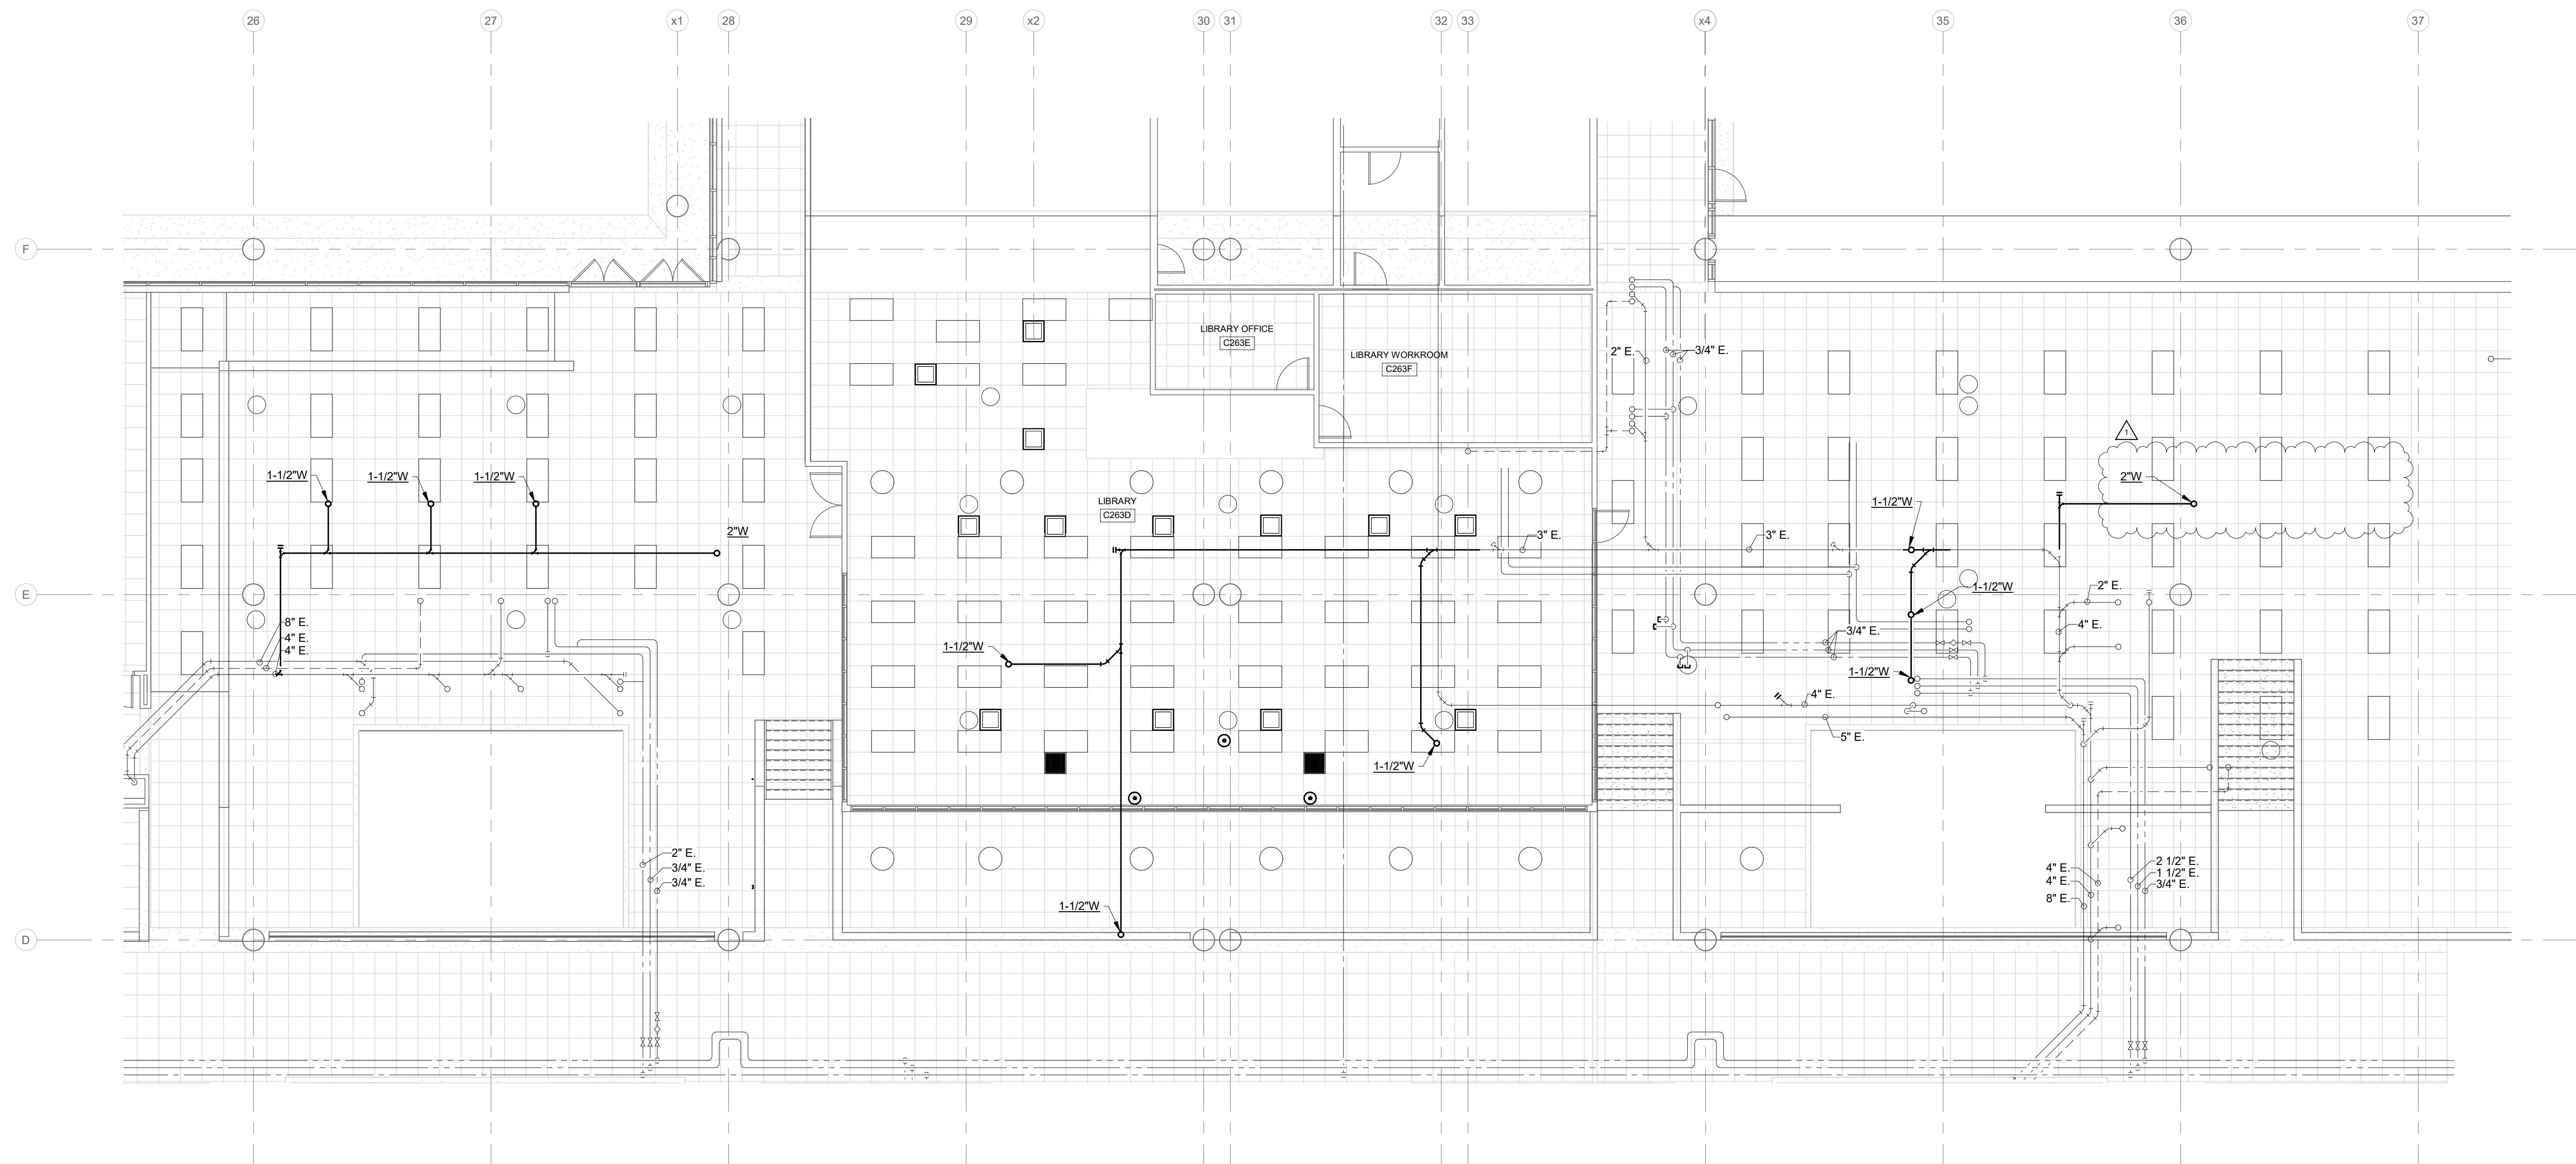 26 27 x1 28 29 x2 30 31 32 33 x4 35 36 37
F
LIBRARY OFFICE
C263E
LIBRARY WORKROOM
C263F
2" E.
3/4" E.
1
1-1/2"W
1-1/2"W
1-1/2"W
2"W
LIBRARY
C263D
1-1/2"W
2"W
3" E.
3" E.
E
1-1/2"W
2" E.
8" E.
4" E.
4" E.
3/4" E.
4" E.
1-1/2"W
1-1/2"W
4" E.
5" E.
1-1/2"W
2" E.
3/4" E.
3/4" E.
4" E.
4" E.
8" E.
2 1/2" E.
1 1/2" E.
3/4" E.
1-1/2"W
D